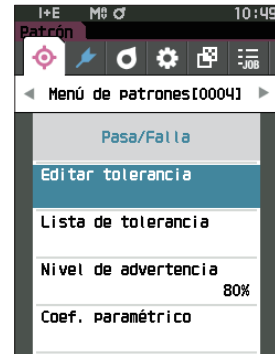 I+E M0 10:49
Patrón
-JOB
Menú de patrones[0004]
Pasa/Falla
Editar tolerancia
Lista de tolerancia
Nivel de advertencia
80%
Coef. paramétrico